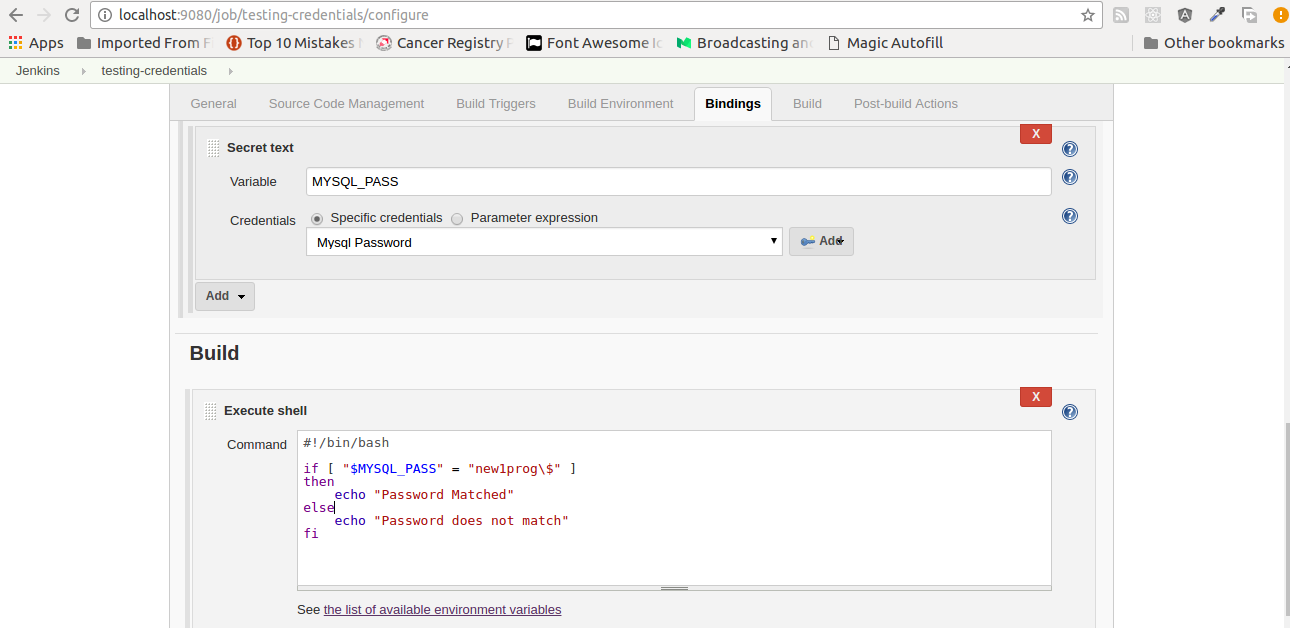 localhost:9080/job/testing-credentials/configure
Apps Imported From F Top 10 Mistakes Cancer Registry Font Awesome Broadcasting an Magic Autofill Other bookmarks
Jenkins testing-credentials
General Source Code Management Build Triggers Build Environment Bindings Build Post-build Actions
X
Secret text ?
Variable MYSQL_PASS ?
Credentials Specific credentials Parameter expression ?
Mysql Password Add
Add
Build
X
Execute shell ?
Command #!/bin/bash
if [ "$MYSQL_PASS" = "new1prog\$" ]
then
echo "Password Matched"
else
echo "Password does not match"
fi
See the list of available environment variables